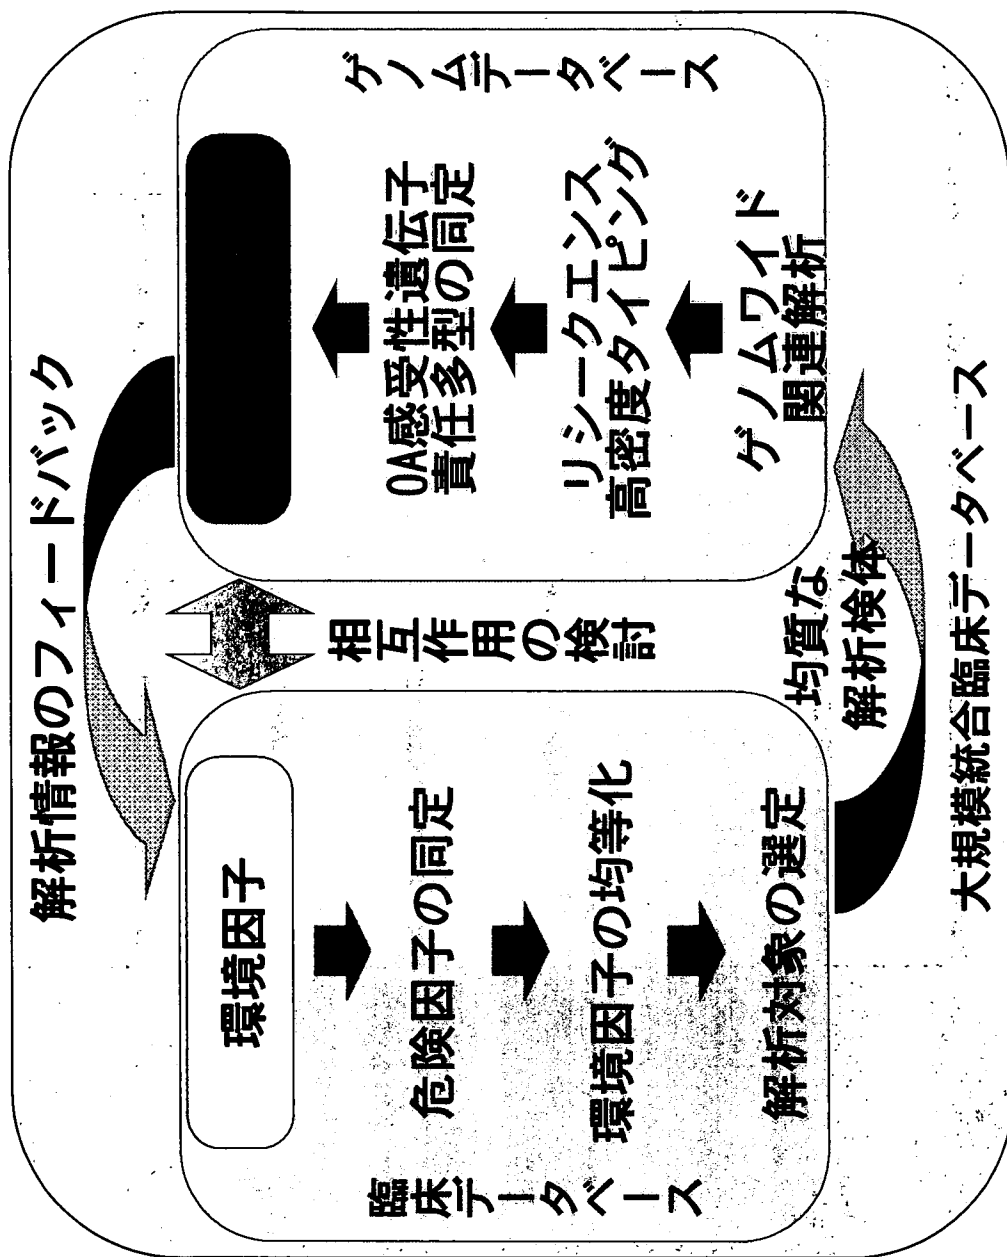 解析情報のフィードバック
臨床データベース
環境因子
危険因子の同定
環境因子の均等化
解析対象の選定
相互作用の検討
均質な
解析検体
OA感受性遺伝子
責任多型の同定
リシークエンス
高密度タイピング
ゲノムワイド
関連解析
ゲノムデータベース
大規模統合臨床データベース